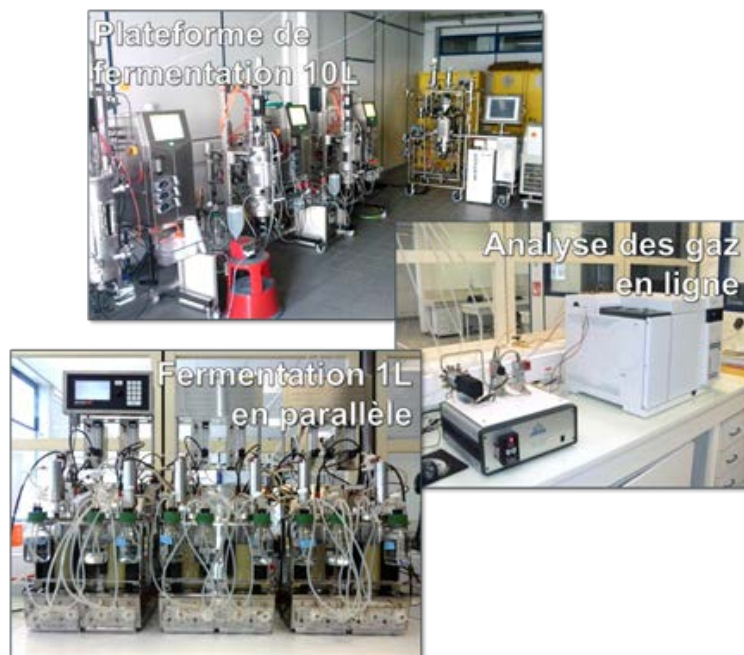 Plateforme de
fermentation 10L
Analyse des gaz
en ligne
Fermentation 1L
en parallèle